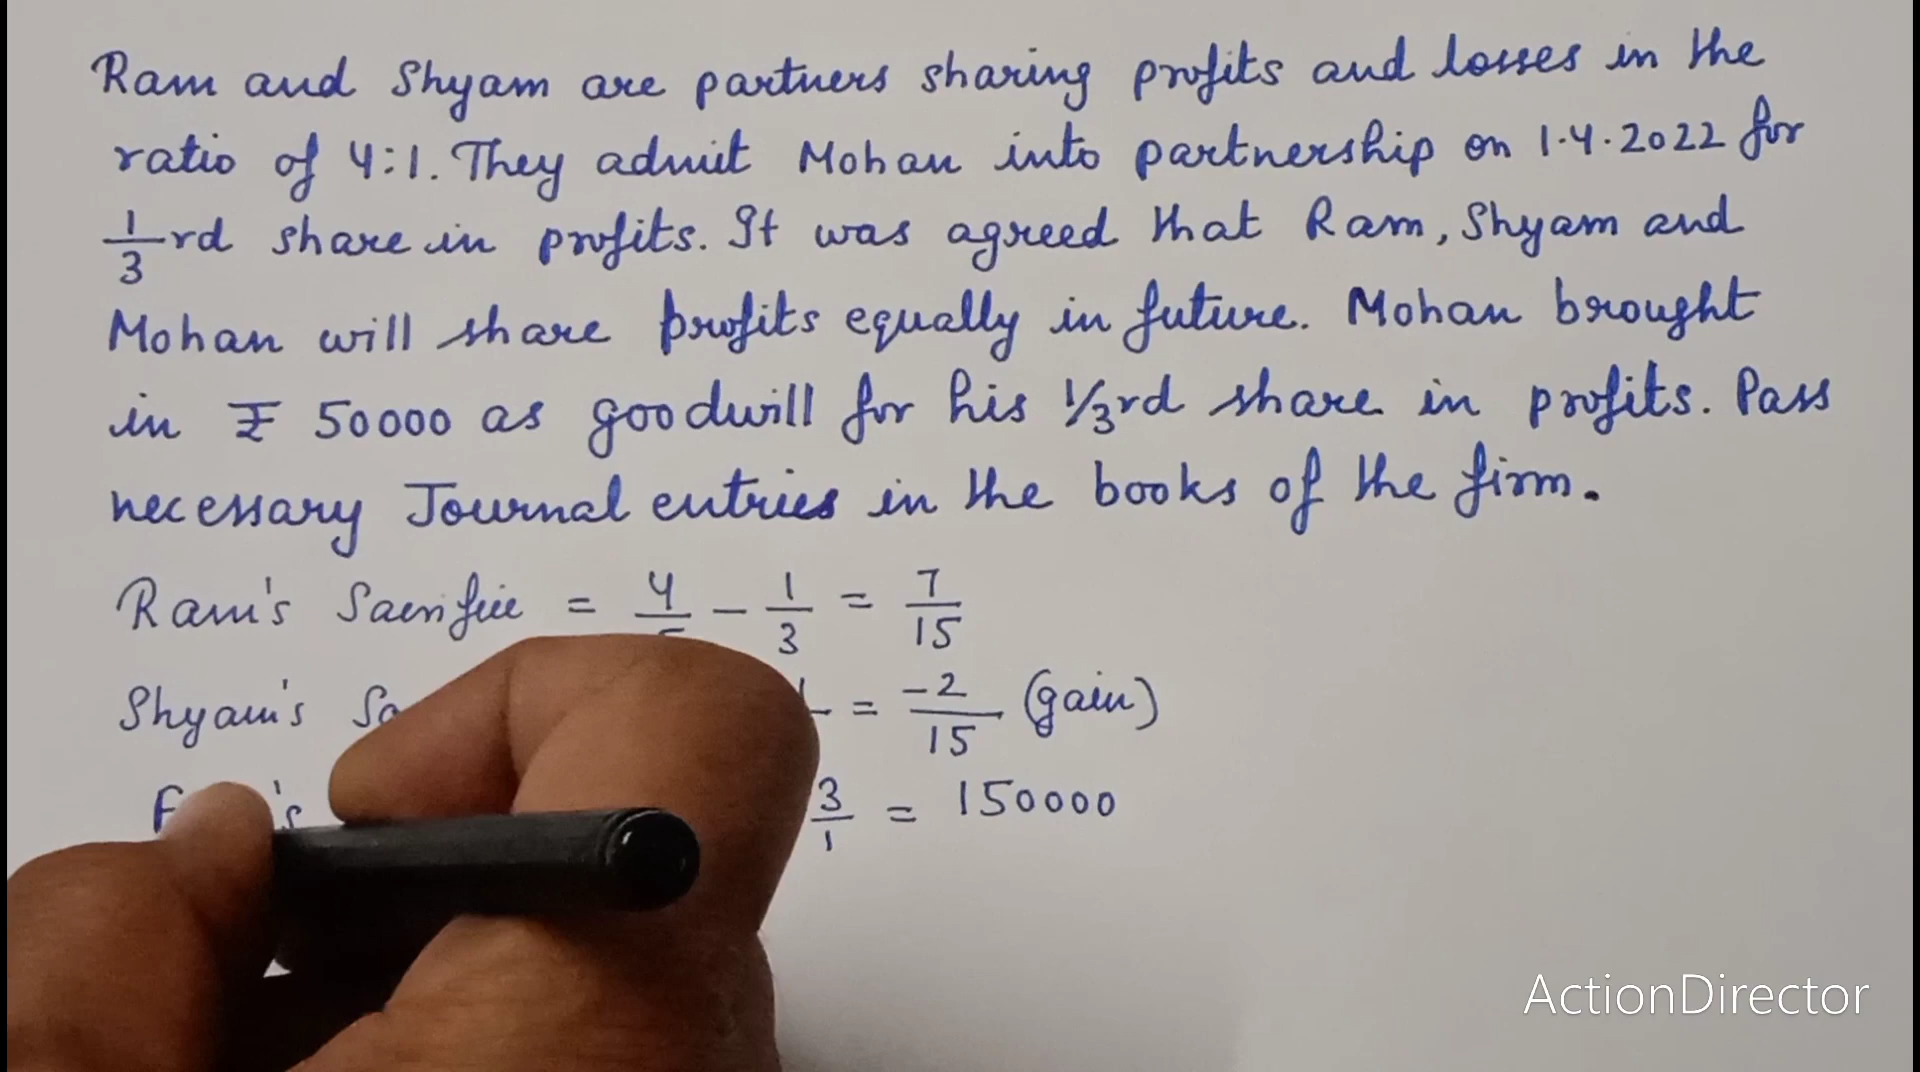 Ram and Shyam are partners sharing profits and losses in the
ratio of 4:1. They admit Mohan into partnership on 1.4.2022 for
1/3 rd share in profits. It was agreed that Ram, Shyam and
Mohan will share profits equally in future. Mohan brought
in ₹ 50000 as goodwill for his 1/3rd share in profits. Pass
necessary Journal entries in the books of the firm.
Ram's Sacrifice = 4/5 - 1/3 = 7/15
Shyam's = -2/15 (gain)
3/1 = 150000
ActionDirector